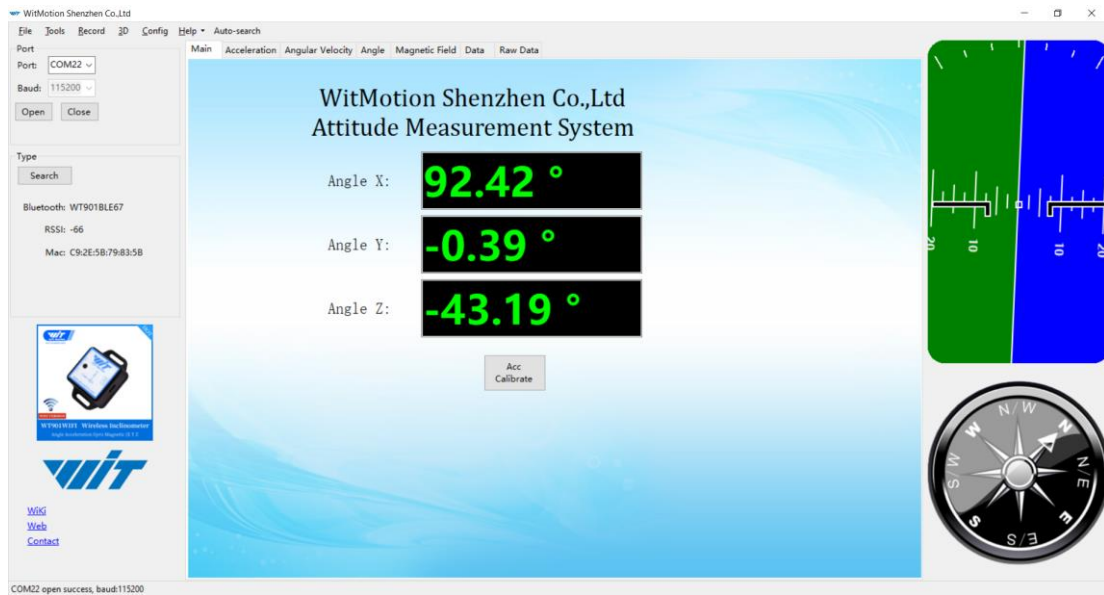 WitMotion Shenzhen Co.,Ltd
File Tools Record 3D Config Help Auto-search
Port
Port: COM22
Baud: 115200
Open Close
Type
Search
Bluetooth: WT901BLE67
RSSI: -66
Mac: C9:2E:5B:79:83:5B
WIT
WT901WIFI Wireless Inclinometer
WIT
WiKi
Web
Contact
Main Acceleration Angular Velocity Angle Magnetic Field Data Raw Data
WitMotion Shenzhen Co.,Ltd
Attitude Measurement System
Angle X: 92.42 °
Angle Y: -0.39 °
Angle Z: -43.19 °
Acc
Calibrate
20 10 10 20
N/W
N
N/E
E
S/E
S
S/W
W
COM22 open success, baud:115200